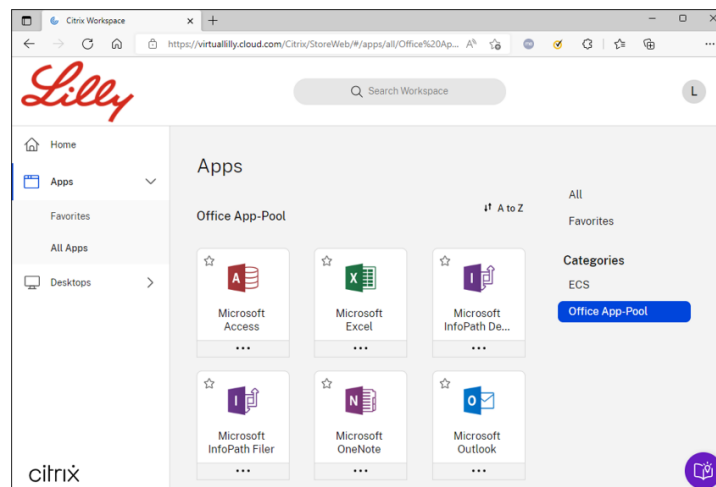 Citrix Workspace
https://virtuallilly.cloud.com/Citrix/StoreWeb/#/apps/all/Office%20Ap...
Lilly
Search Workspace
L
Home
Apps
Favorites
All Apps
Desktops
citrix
Apps
Office App-Pool
A to Z
Microsoft
Access
Microsoft
Excel
Microsoft
InfoPath De...
Microsoft
InfoPath Filer
Microsoft
OneNote
Microsoft
Outlook
All
Favorites
Categories
ECS
Office App-Pool